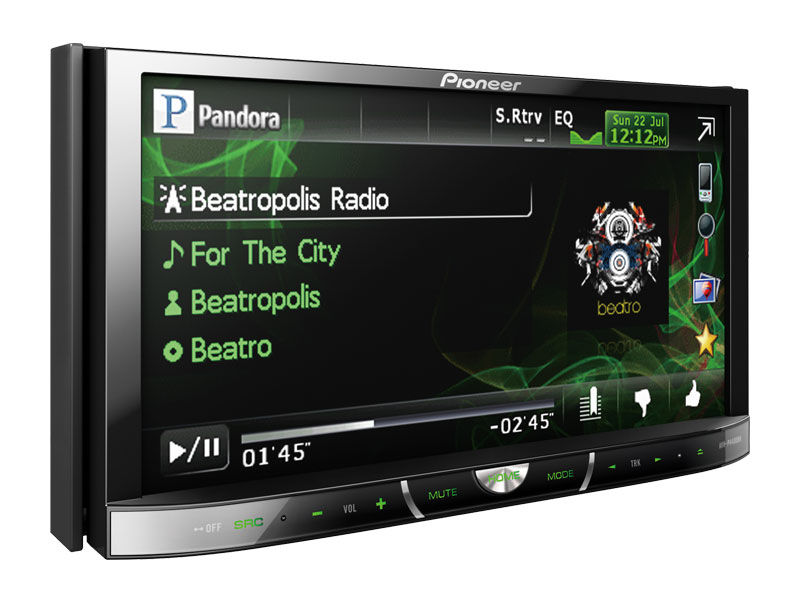 Pioneer
P Pandora
S.Rtrv
EQ
Sun 22 Jul
12:12PM
Beatropolis Radio
For The City
Beatropolis
Beatro
beatro
01'45"
-02'45"
OFF
SRC
VOL
MUTE
HOME
MODE
TRK